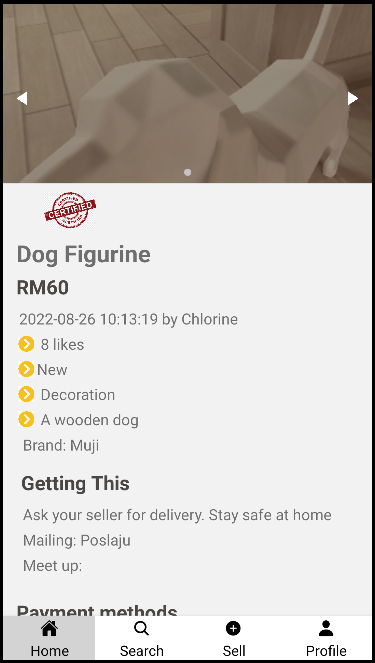 CERTIFIED
Dog Figurine
RM60
2022-08-26 10:13:19 by Chlorine
8 likes
New
Decoration
A wooden dog
Brand: Muji
Getting This
Ask your seller for delivery. Stay safe at home
Mailing: Poslaju
Meet up:
Payment methods
Home Search Sell Profile